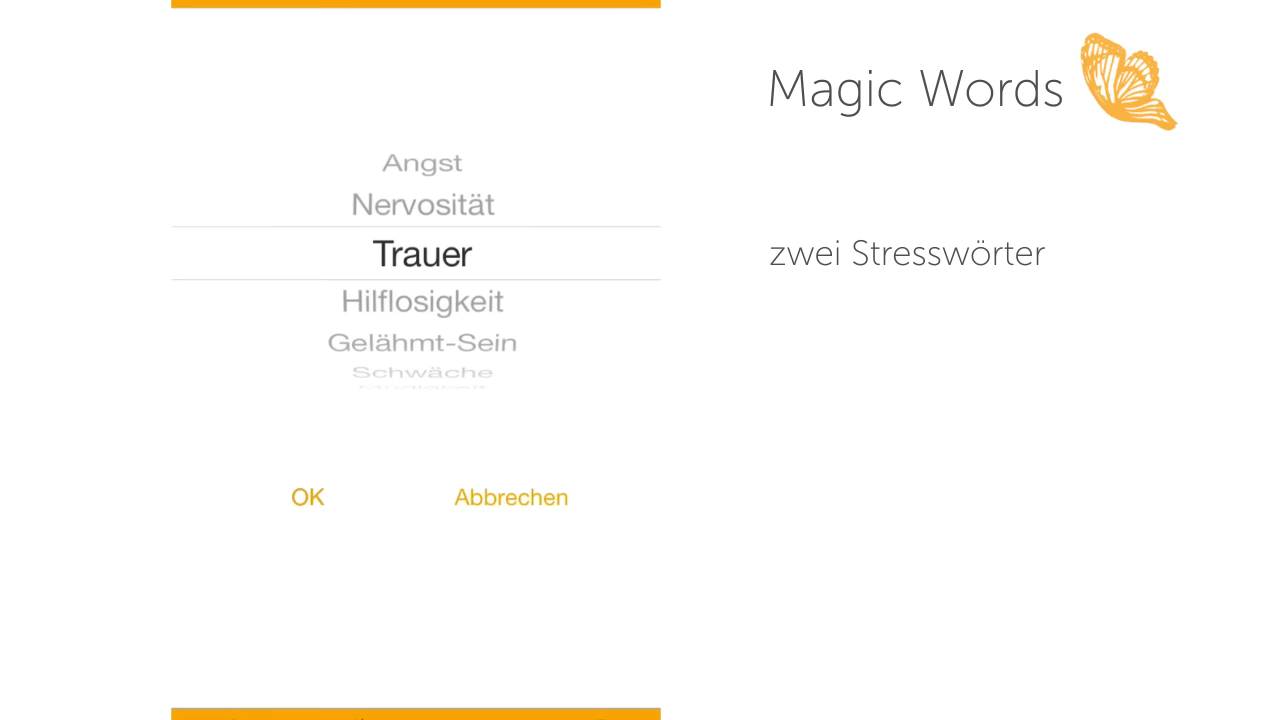 Magic Words
Angst
Nervosität
Trauer
Hilflosigkeit
Gelähmt-Sein
Schwäche
zwei Stresswörter
OK
Abbrechen